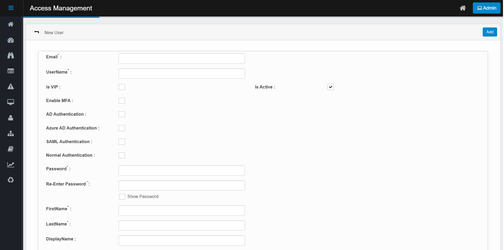 Access Management
Admin
New User
Add
Email* :
UserName* :
Is VIP :
Is Active :
Enable MFA :
AD Authentication :
Azure AD Authentication :
SAML Authentication :
Normal Authentication :
Password* :
Re-Enter Password* :
Show Password
FirstName* :
LastName* :
DisplayName :